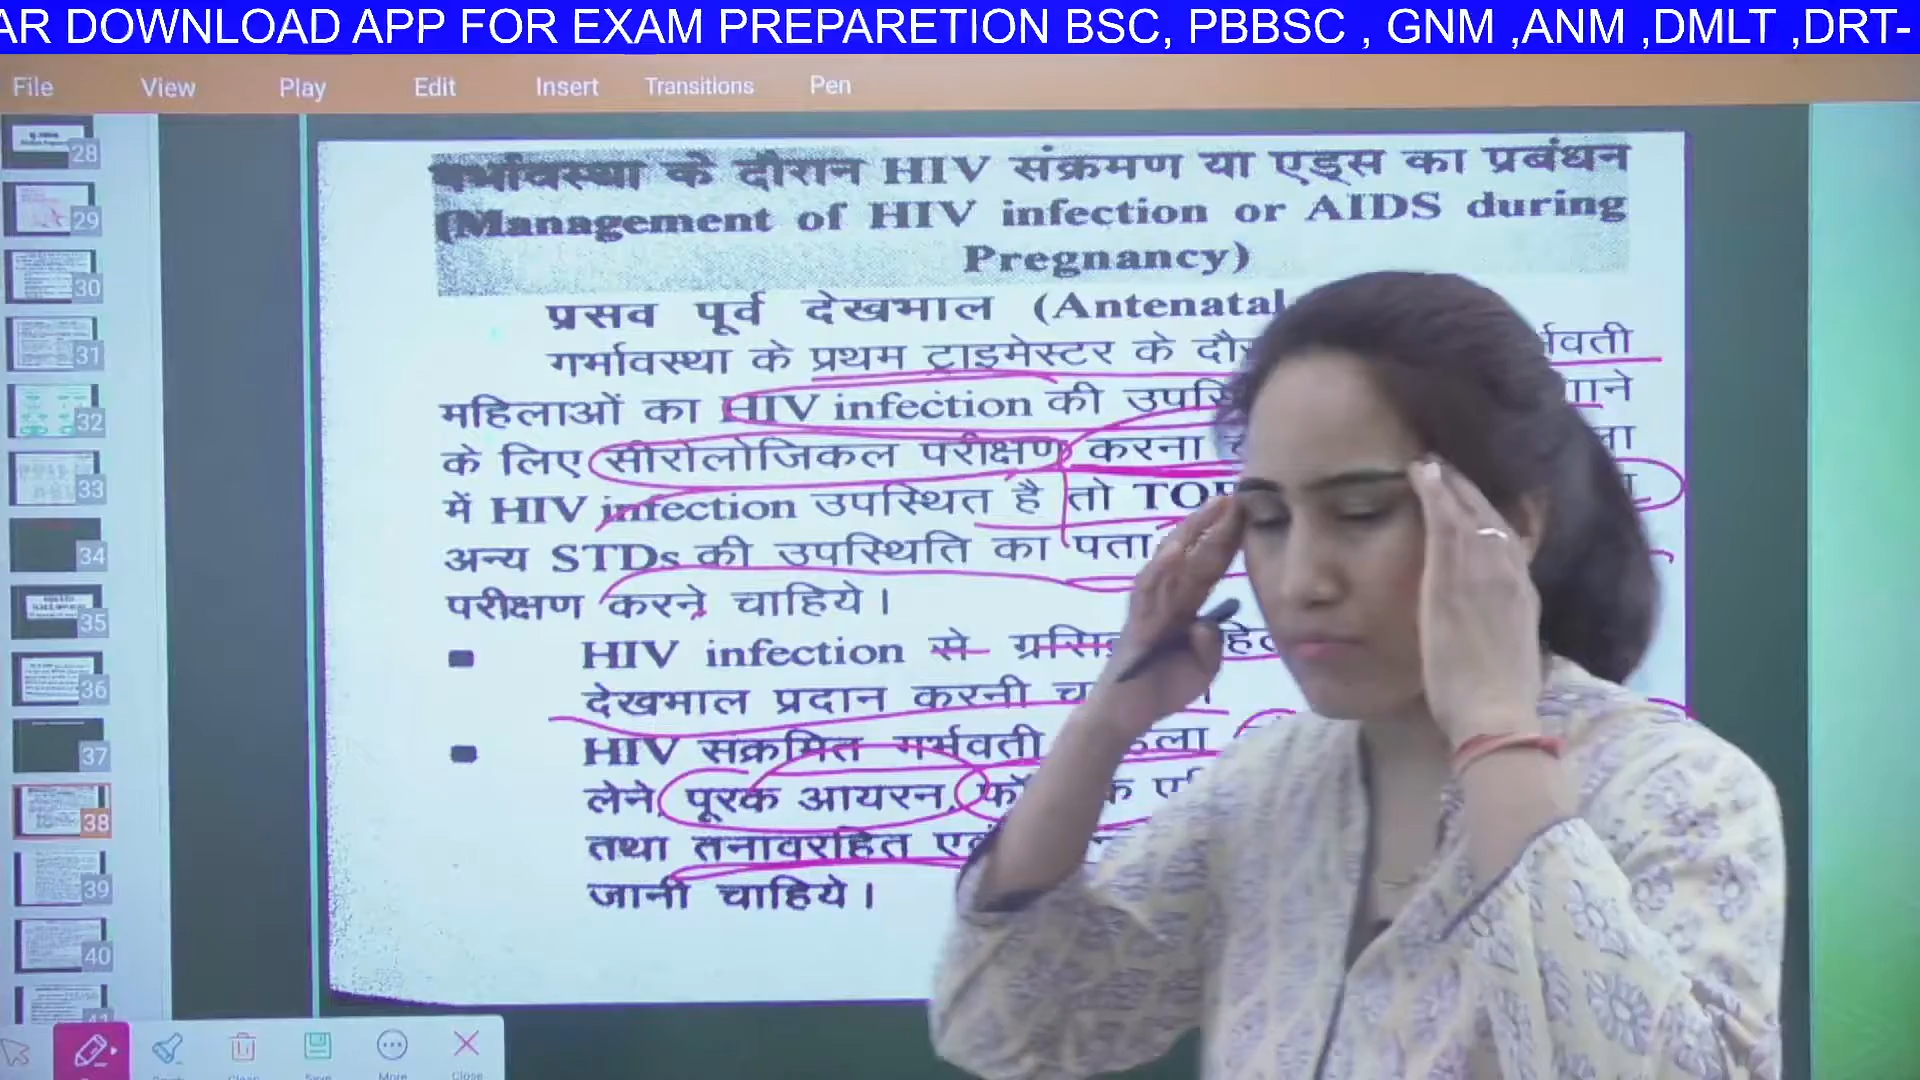 AR DOWNLOAD APP FOR EXAM PREPARETION BSC, PBBSC , GNM ,ANM ,DMLT ,DRT-
File View Play Edit Insert Transitions Pen
गर्भावस्था के दौरान HIV संक्रमण या एड्स का प्रबंधन
(Management of HIV infection or AIDS during
Pregnancy)
प्रसव पूर्व देखभाल (Antenatal
गर्भावस्था के प्रथम ट्राइमेस्टर के
महिलाओं का HIV infection की
के लिए सीरोलोजिकल परीक्षण करना
में HIV infection उपस्थित है तो
अन्य STDs की उपस्थिति का पता
परीक्षण करने चाहिये।
HIV infection से
देखभाल प्रदान करनी
HIV संक्रमित गर्भवती
लेने, पूरक आयरन,
तथा तनावरहित
जानी चाहिये।
28
29
30
31
32
33
34
35
36
37
38
39
40
41
More
Close